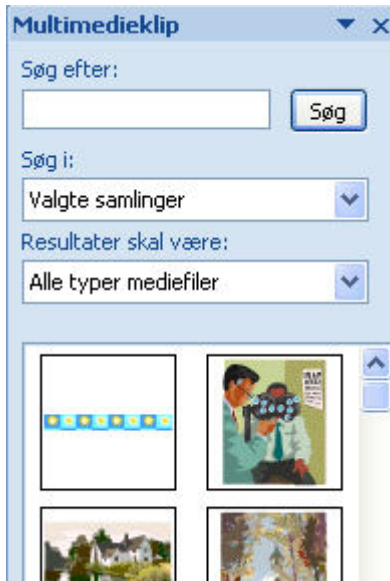 Multimedieklip
Søg efter:
Søg
Søg i:
Valgte samlinger
Resultater skal være:
Alle typer mediefiler